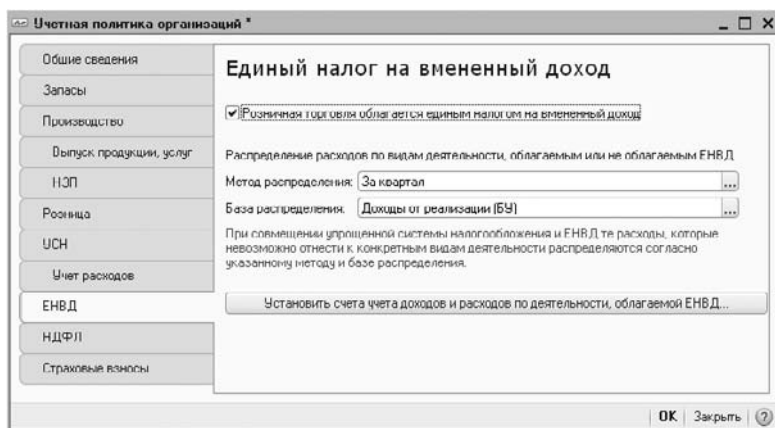 Учетная политика организаций *
Общие сведения
Запасы
Производство
Выпуск продукции, услуг
НЗП
Розница
УСН
Учет расходов
ЕНВД
НДФЛ
Страховые взносы
Единый налог на вмененный доход
Розничная торговля облагается единым налогом на вмененный доход
Распределение расходов по видам деятельности, облагаемым или не облагаемым ЕНВД
Метод распределения: За квартал ...
База распределения: Доходы от реализации (БУ) ...
При совмещении упрощенной системы налогообложения и ЕНВД те расходы, которые
невозможно отнести к конкретным видам деятельности распределяются согласно
указанному методу и базе распределения.
Установить счета учета доходов и расходов по деятельности, облагаемой ЕНВД...
OK Закрыть ?